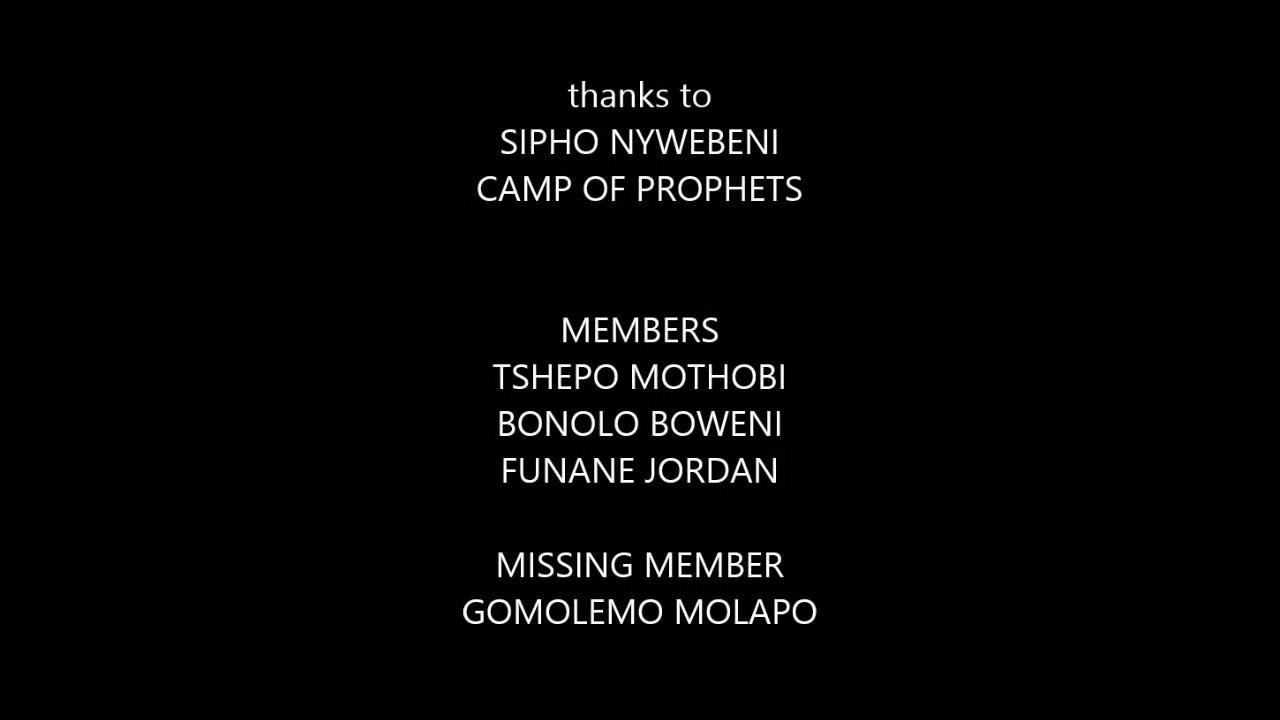 thanks to
SIPHO NYWEBENI
CAMP OF PROPHETS
MEMBERS
TSHEPO MOTHOBI
BONOLO BOWENI
FUNANE JORDAN
MISSING MEMBER
GOMOLEMO MOLAPO